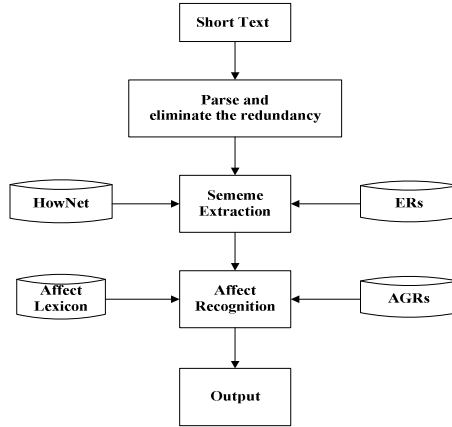 Short Text
Parse and
eliminate the redundancy
HowNet
Sememe
Extraction
ERs
Affect
Lexicon
Affect
Recognition
AGRs
Output